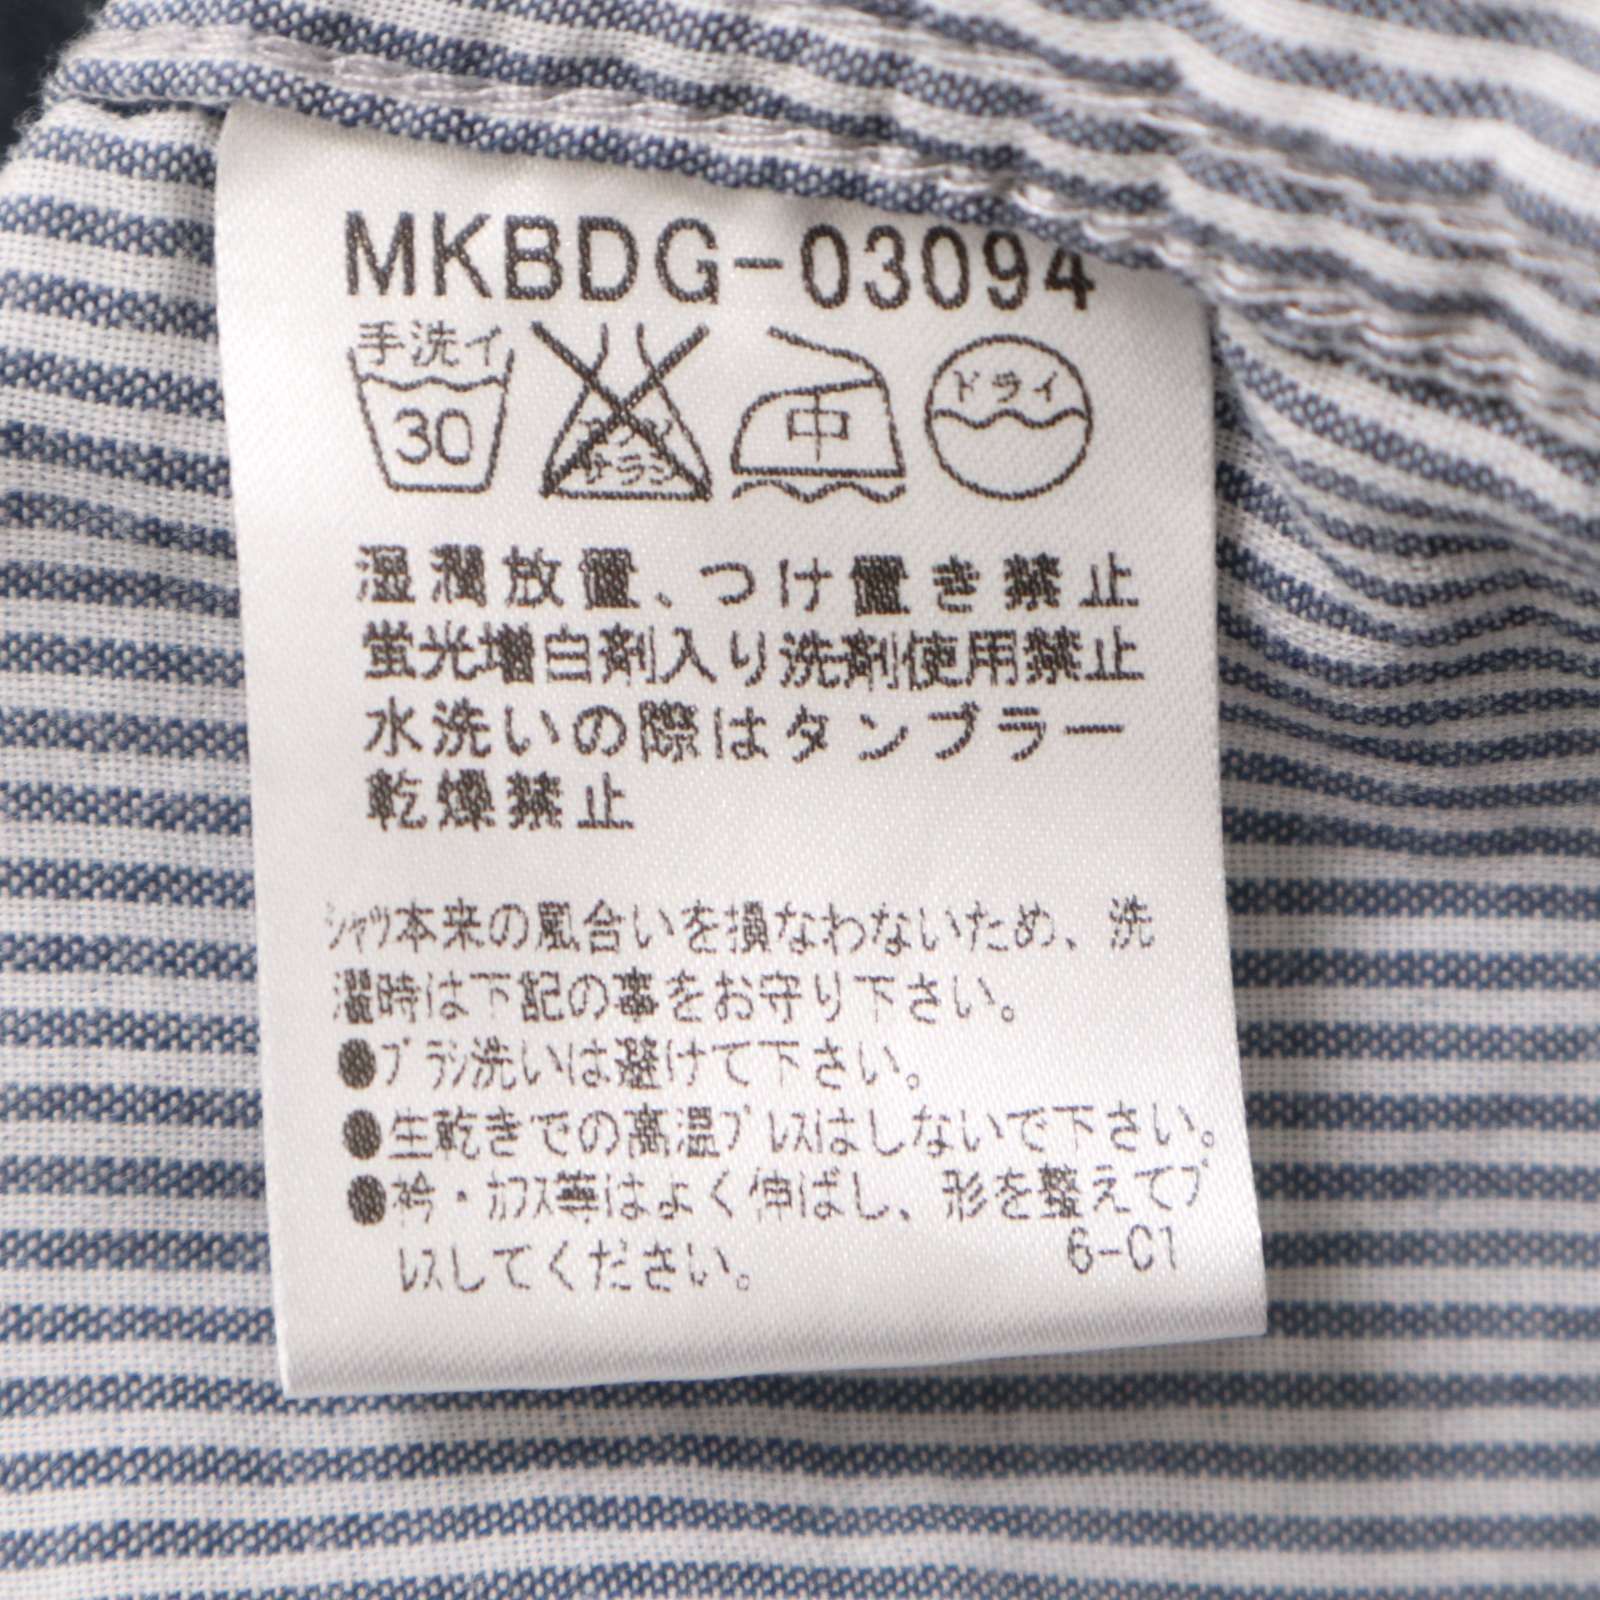 MKBDG-03094
手洗イ
30
エンソ
サラシ
中
ドライ
湿潤放置、つけ置き禁止
蛍光増白剤入り洗剤使用禁止
水洗いの際はタンブラー
乾燥禁止
ｼｬﾂ本来の風合いを損なわないため、洗
濯時は下記の事をお守り下さい。
●ﾌﾞﾗｼ洗いは避けて下さい。
●生乾きでの高温ﾌﾟﾚｽはしないで下さい。
●衿・ｶﾌｽ等はよく伸ばし、形を整えてﾌﾟ
ﾚｽしてください。
6-C1